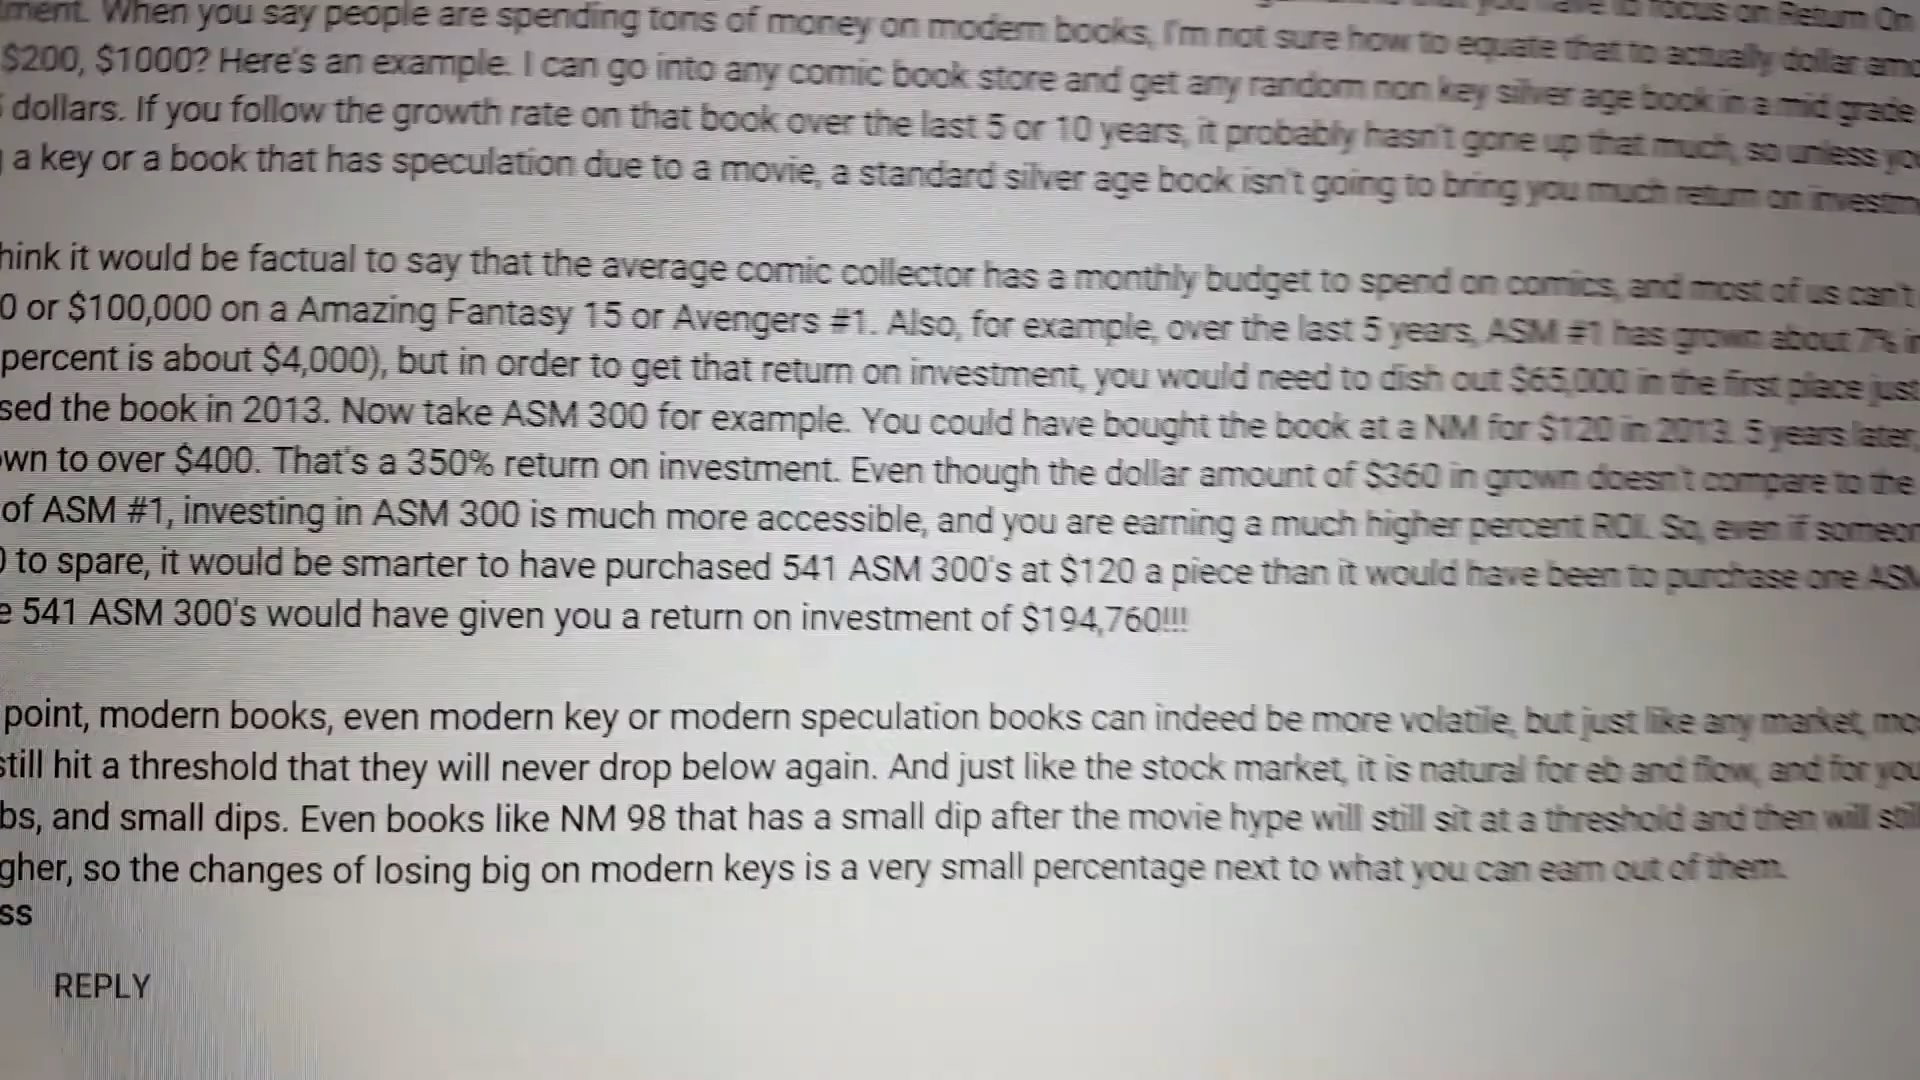 When you say people are spending tons of money on modern books, I'm not sure how to equate that to actually dollar
$200, $1000? Here's an example. I can go into any comic book store and get any random non key silver age book in a mid grade
dollars. If you follow the growth rate on that book over the last 5 or 10 years, it probably hasn't gone up that much, so unless
a key or a book that has speculation due to a movie, a standard silver age book isn't going to bring you much return on
hink it would be factual to say that the average comic collector has a monthly budget to spend on comics, and most of us can't
0 or $100,000 on a Amazing Fantasy 15 or Avengers #1. Also, for example, over the last 5 years, ASM #1 has grown about 7%
percent is about $4,000), but in order to get that return on investment, you would need to dish out $65,000 in the first place just
sed the book in 2013. Now take ASM 300 for example. You could have bought the book at a NM for $120 in 2013. 5 years later,
wn to over $400. That's a 350% return on investment. Even though the dollar amount of $360 in grown doesn't compare to the
of ASM #1, investing in ASM 300 is much more accessible, and you are earning a much higher percent ROI. So, even if
to spare, it would be smarter to have purchased 541 ASM 300's at $120 a piece than it would have been to purchase one
e 541 ASM 300's would have given you a return on investment of $194,760!!!
point, modern books, even modern key or modern speculation books can indeed be more volatile, but just like any market,
still hit a threshold that they will never drop below again. And just like the stock market, it is natural for eb and flow, and for
bs, and small dips. Even books like NM 98 that has a small dip after the movie hype will still sit at a threshold and then will
gher, so the changes of losing big on modern keys is a very small percentage next to what you can earn out of them.
ss
REPLY